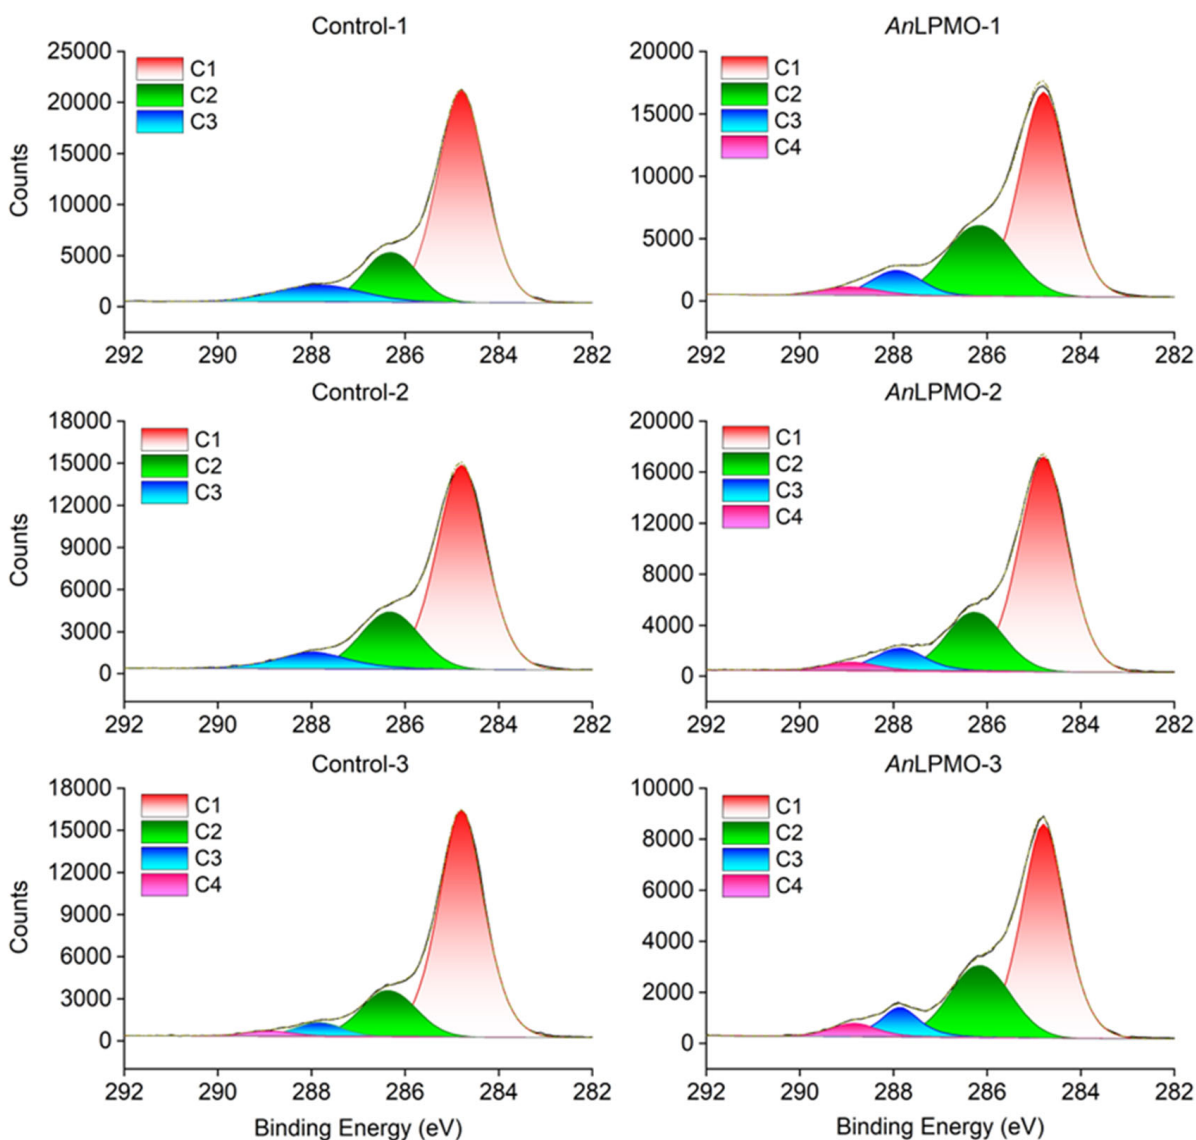 Control-1
25000
20000
15000
10000
5000
0
Counts
C1
C2
C3
292 290 288 286 284 282
AnLPMO-1
20000
15000
10000
5000
0
C1
C2
C3
C4
292 290 288 286 284 282
Control-2
18000
15000
12000
9000
6000
3000
0
Counts
C1
C2
C3
292 290 288 286 284 282
AnLPMO-2
20000
16000
12000
8000
4000
0
C1
C2
C3
C4
292 290 288 286 284 282
Control-3
18000
15000
12000
9000
6000
3000
0
Counts
C1
C2
C3
C4
292 290 288 286 284 282
Binding Energy (eV)
AnLPMO-3
10000
8000
6000
4000
2000
0
C1
C2
C3
C4
292 290 288 286 284 282
Binding Energy (eV)